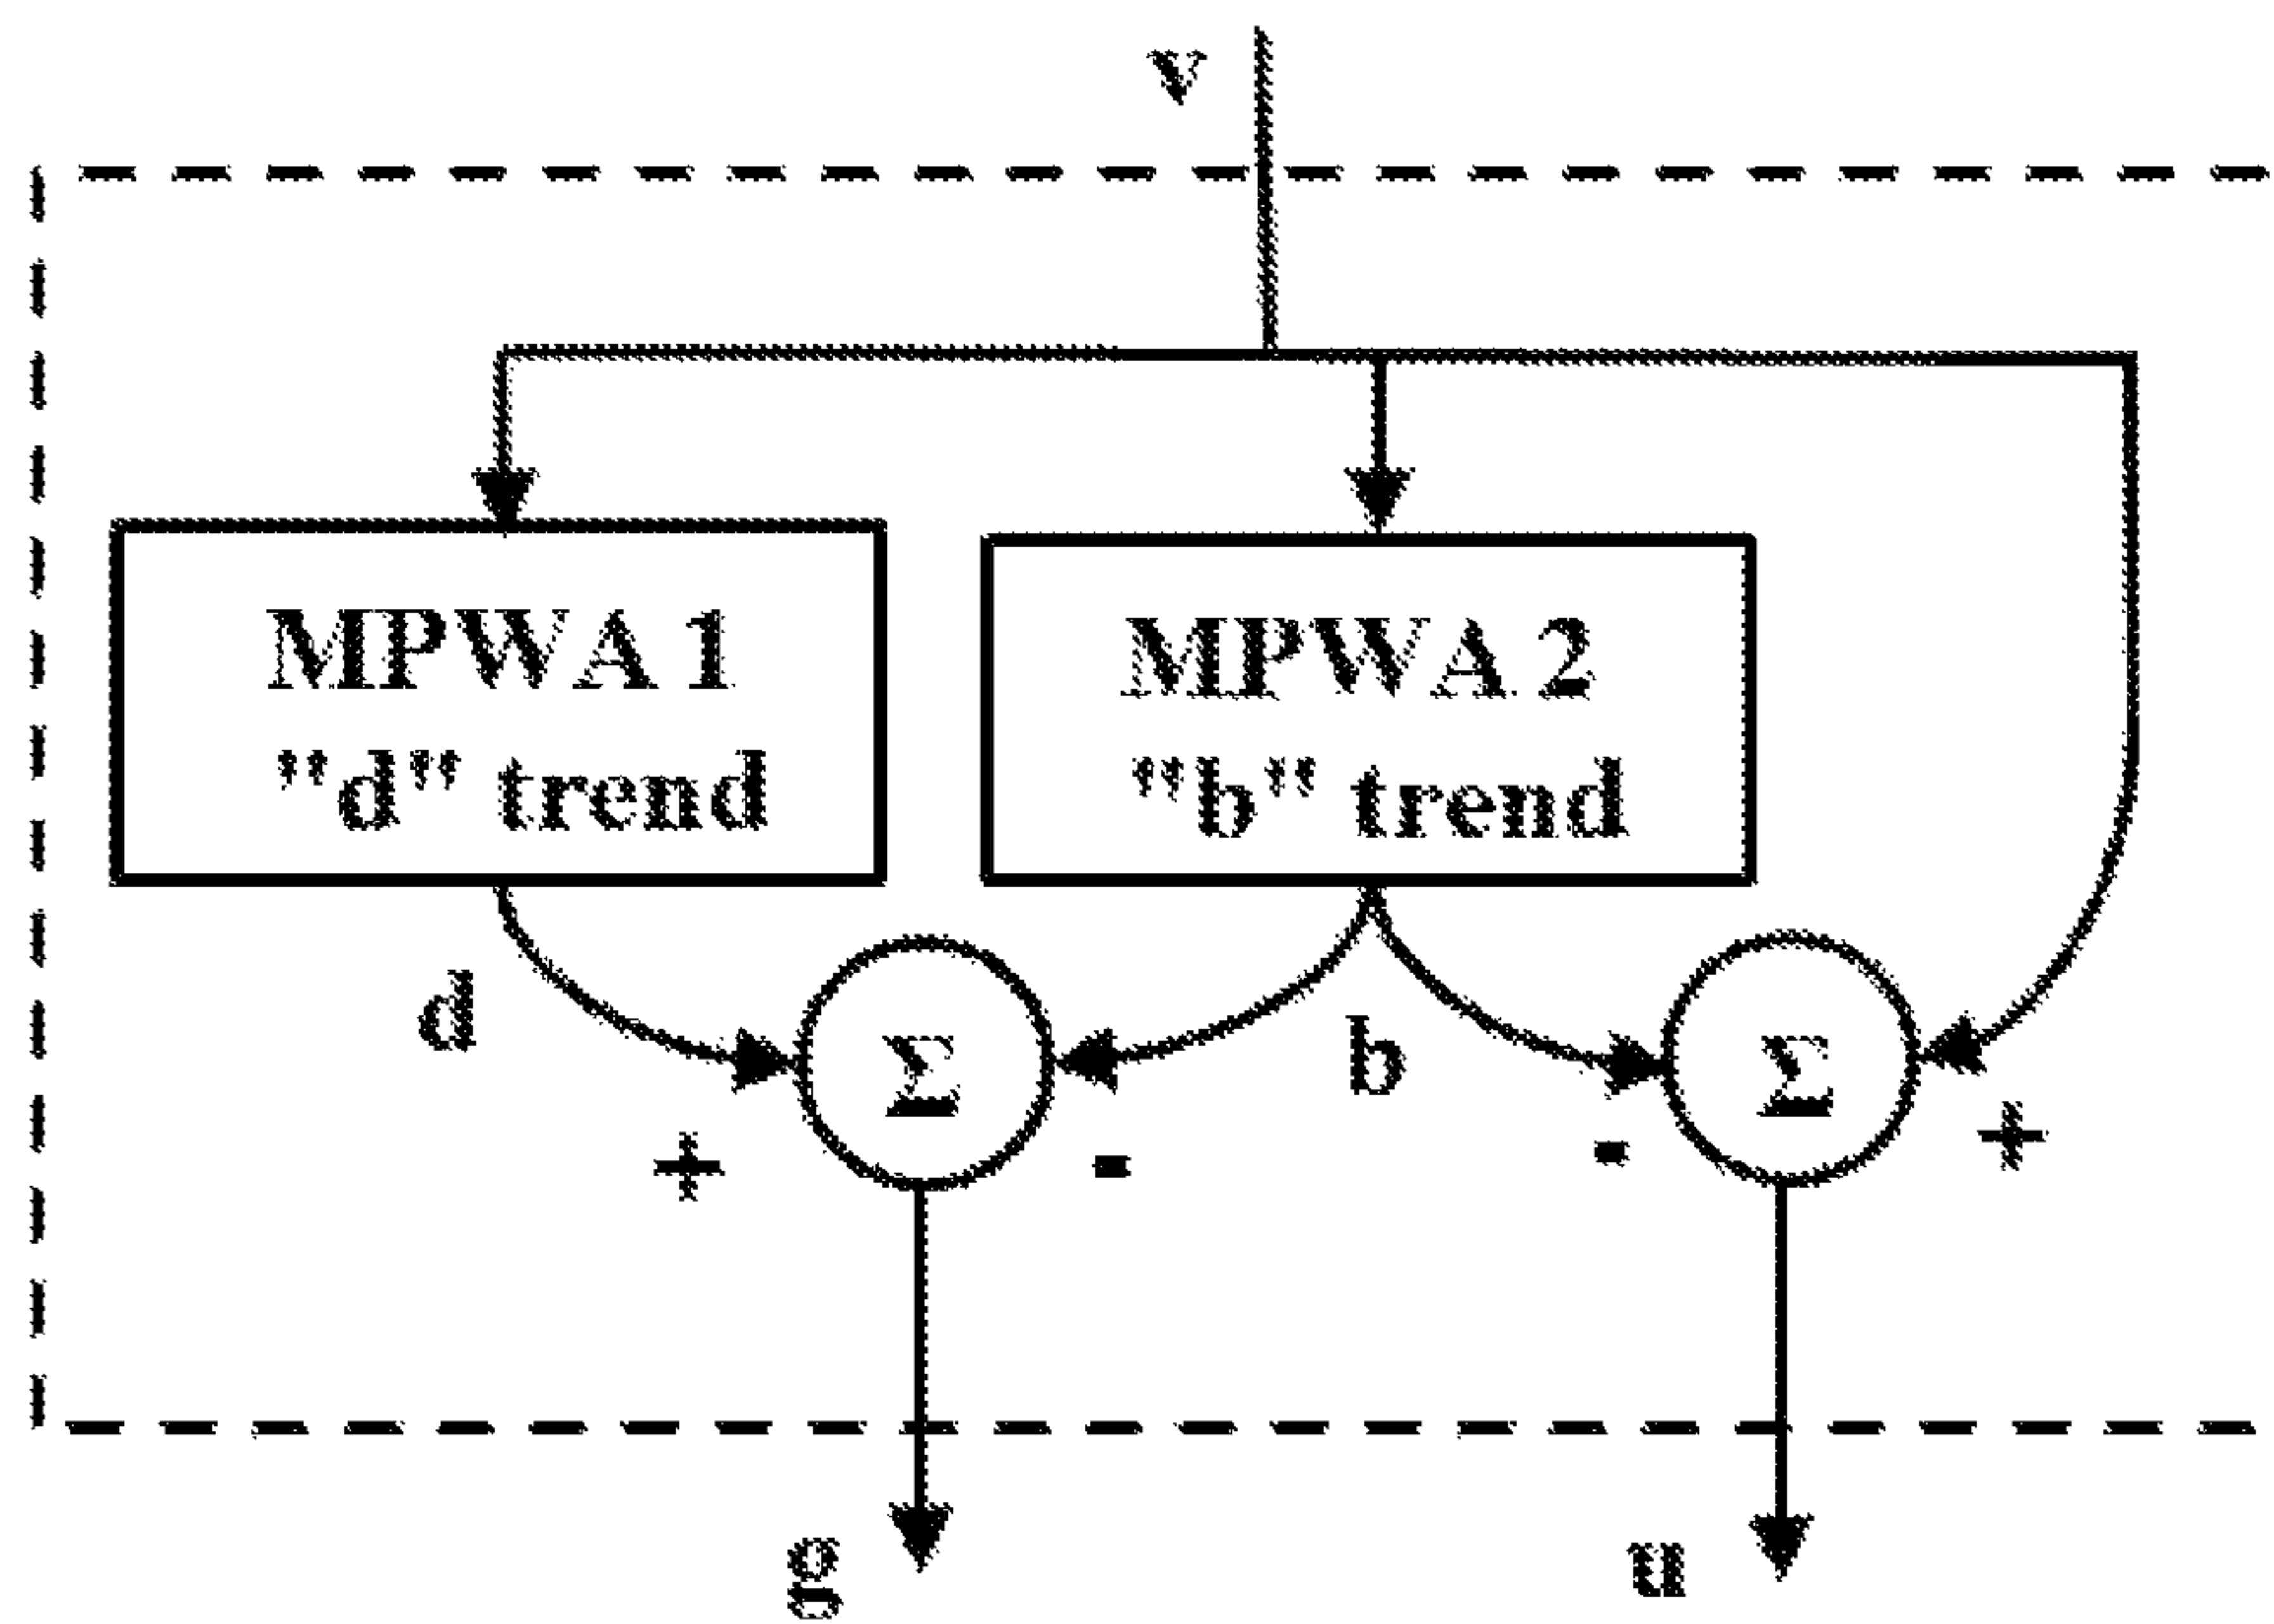 v
MPWA 1
"d" trend
MPWA 2
"b" trend
d
Σ
b
Σ
+
-
-
+
g
u